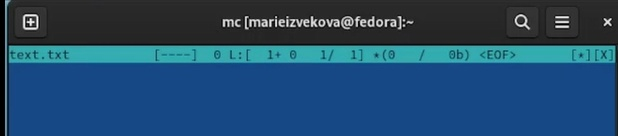 mc [marieizvekova@fedora]:~
text.txt [----] 0 L:[ 1+ 0 1/ 1] *(0 / 0b) <EOF> [*][X]